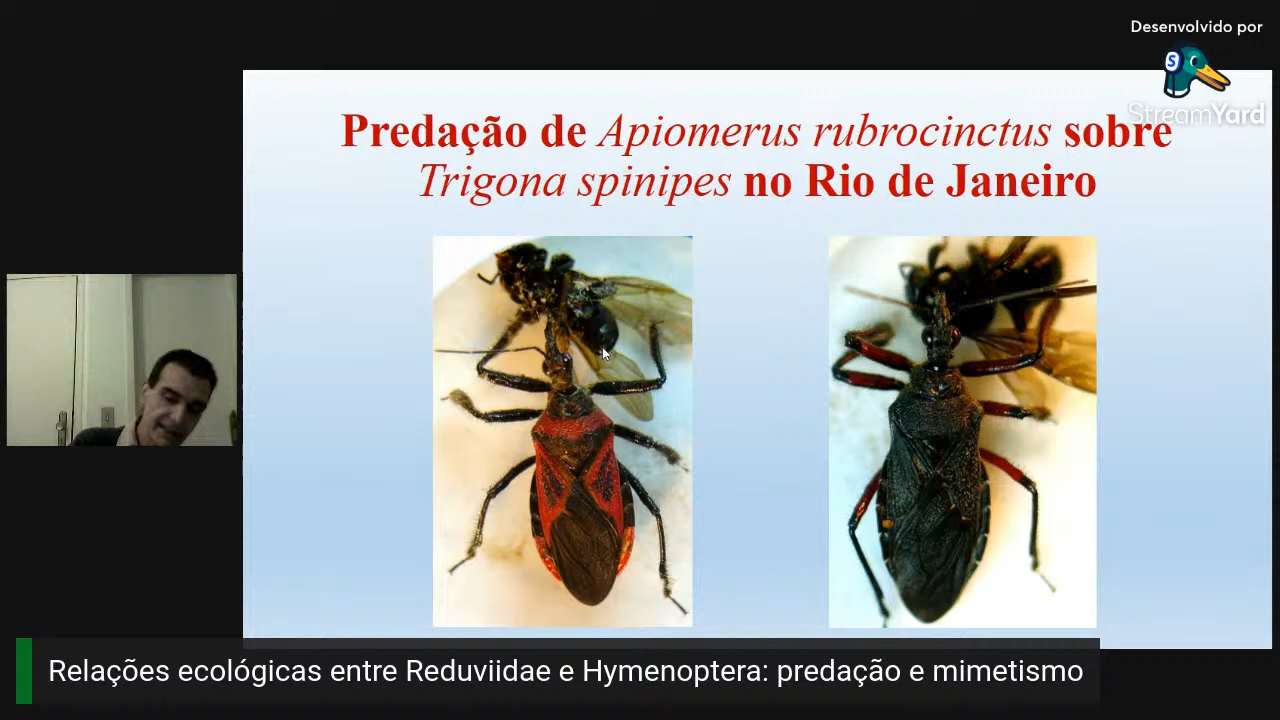 Desenvolvido por
S
StreamYard
Predação de Apiomerus rubrocinctus sobre
Trigona spinipes no Rio de Janeiro
Relações ecológicas entre Reduviidae e Hymenoptera: predação e mimetismo